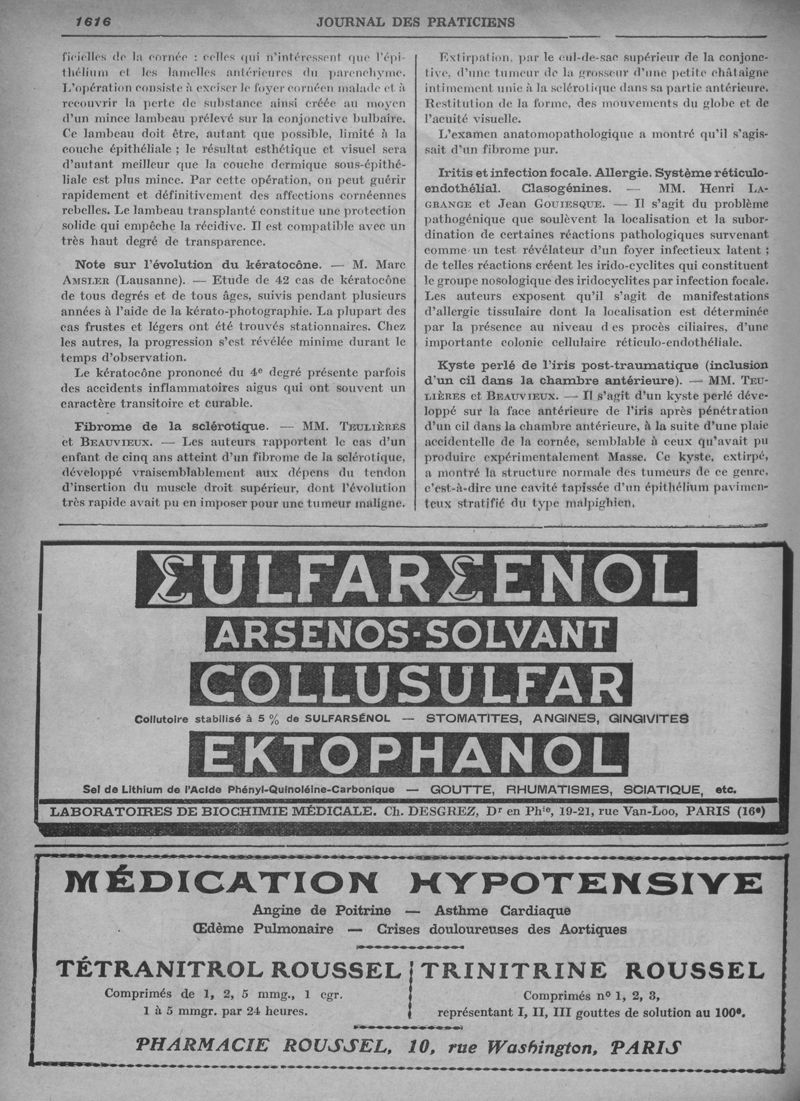 1616 JOURNAL DES PRATICIENS
ficielles de la cornée : celles qui n'intéressent que l'épi-
thélium et les lamelles antérieures du parenchyme.
L'opération consiste à exciser le foyer cornéen malade et à
recouvrir la perte de substance ainsi créée au moyen
d'un mince lambeau prélevé sur la conjonctive bulbaire.
Ce lambeau doit être, autant que possible, limité à la
couche épithéliale ; le résultat esthétique et visuel sera
d'autant meilleur que la couche dermique sous-épithé-
liale est plus mince. Par cette opération, on peut guérir
rapidement et définitivement des affections cornéennes
rebelles. Le lambeau transplanté constitue une protection
solide qui empêche la récidive. Il est compatible avec un
très haut degré de transparence.
Note sur l'évolution du kératocône. — M. Marc
AMSLER (Lausanne). — Etude de 42 cas de kératocône
de tous degrés et de tous âges, suivis pendant plusieurs
années à l'aide de la kérato-photographie. La plupart des
cas frustes et légers ont été trouvés stationnaires. Chez
les autres, la progression s'est révélée minime durant le
temps d'observation.
Le kératocône prononcé du 4e degré présente parfois
des accidents inflammatoires aigus qui ont souvent un
caractère transitoire et curable.
Fibrome de la sclérotique. — MM. TEULIÈRES
et BEAUVIEUX. — Les auteurs rapportent le cas d'un
enfant de cinq ans atteint d'un fibrome de la sclérotique,
développé vraisemblablement aux dépens du tendon
d'insertion du muscle droit supérieur, dont l'évolution
très rapide avait pu en imposer pour une tumeur maligne.
Extirpation, par le cul-de-sac supérieur de la conjonc-
tive, d'une tumeur de la grosseur d'une petite châtaigne
intimement unie à la sclérotique dans sa partie antérieure.
Restitution de la forme, des mouvements du globe et de
l'acuité visuelle.
L'examen anatomopathologique a montré qu'il s'agis-
sait d'un fibrome pur.
Iritis et infection focale. Allergie. Système réticulo-
endothélial. Clasogénines. — MM. Henri LA-
GRANGE et Jean GOUIESQUE. — Il s'agit du problème
pathogénique que soulèvent la localisation et la subor-
dination de certaines réactions pathologiques survenant
comme un test révélateur d'un foyer infectieux latent ;
de telles réactions créent les irido-cyclites qui constituent
le groupe nosologique des iridocyclites par infection focale.
Les auteurs exposent qu'il s'agit de manifestations
d'allergie tissulaire dont la localisation est déterminée
par la présence au niveau des procès ciliaires, d'une
importante colonie cellulaire réticulo-endothéliale.
Kyste perlé de l'iris post-traumatique (inclusion
d'un cil dans la chambre antérieure). — MM. TEU-
LIÈRES et BEAUVIEUX. — Il s'agit d'un kyste perlé déve-
loppé sur la face antérieure de l'iris après pénétration
d'un cil dans la chambre antérieure, à la suite d'une plaie
accidentelle de la cornée, semblable à ceux qu'avait pu
produire expérimentalement Masse. Ce kyste, extirpé,
a montré la structure normale des tumeurs de ce genre,
c'est-à-dire une cavité tapissée d'un épithélium pavimen-
teux stratifié du type malpighien.
SULFARSENOL
ARSENOS-SOLVANT
COLLUSULFAR
Collutoire stabilisé à 5 % de SULFARSÉNOL — STOMATITES, ANGINES, GINGIVITES
EKTOPHANOL
Sel de Lithium de l'Acide Phényl-Quinoléine-Carbonique — GOUTTE, RHUMATISMES, SCIATIQUE, etc.
LABORATOIRES DE BIOCHIMIE MÉDICALE. Ch. DESGREZ, Dr en Phie, 19-21, rue Van-Loo, PARIS (16e)
MÉDICATION HYPOTENSIVE
Angine de Poitrine — Asthme Cardiaque
Œdème Pulmonaire — Crises douloureuses des Aortiques
TÉTRANITROL ROUSSEL
Comprimés de 1, 2, 5 mmg., 1 cgr.
1 à 5 mmgr. par 24 heures.
TRINITRINE ROUSSEL
Comprimés no 1, 2, 3,
représentant I, II, III gouttes de solution au 100e.
PHARMACIE ROUSSEL, 10, rue Washington, PARIS